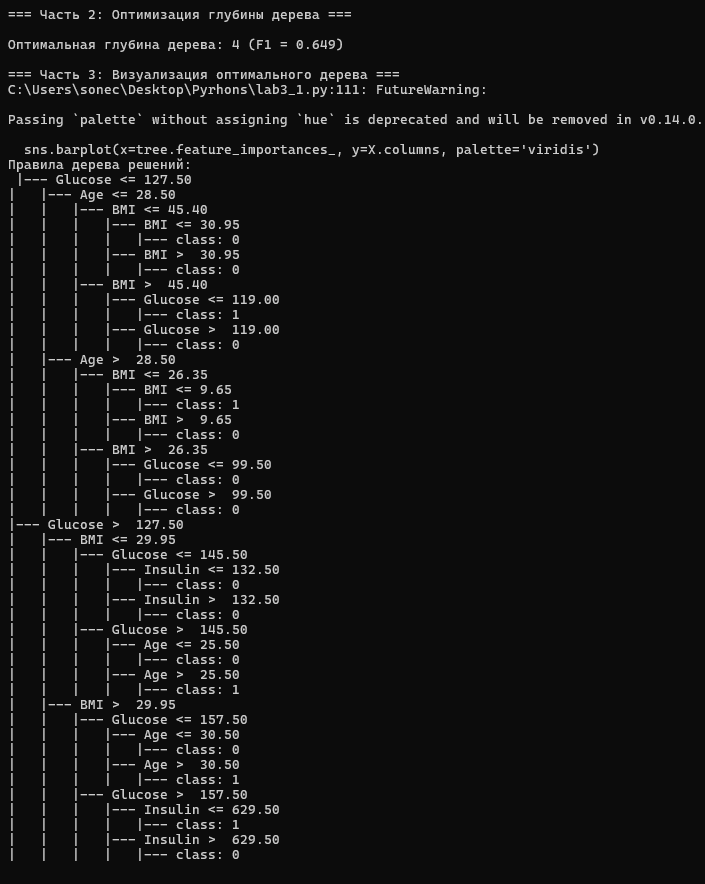 === Часть 2: Оптимизация глубины дерева ===
Оптимальная глубина дерева: 4 (F1 = 0.649)
=== Часть 3: Визуализация оптимального дерева ===
C:\Users\sonec\Desktop\Pyrhons\lab3_1.py:111: FutureWarning:
Passing `palette` without assigning `hue` is deprecated and will be removed in v0.14.0.
  sns.barplot(x=tree.feature_importances_, y=X.columns, palette='viridis')
Правила дерева решений:
 |--- Glucose <= 127.50
|   |--- Age <= 28.50
|   |   |--- BMI <= 45.40
|   |   |   |--- BMI <= 30.95
|   |   |   |   |--- class: 0
|   |   |   |--- BMI >  30.95
|   |   |   |   |--- class: 0
|   |   |--- BMI >  45.40
|   |   |   |--- Glucose <= 119.00
|   |   |   |   |--- class: 1
|   |   |   |--- Glucose >  119.00
|   |   |   |   |--- class: 0
|   |--- Age >  28.50
|   |   |--- BMI <= 26.35
|   |   |   |--- BMI <= 9.65
|   |   |   |   |--- class: 1
|   |   |   |--- BMI >  9.65
|   |   |   |   |--- class: 0
|   |   |--- BMI >  26.35
|   |   |   |--- Glucose <= 99.50
|   |   |   |   |--- class: 0
|   |   |   |--- Glucose >  99.50
|   |   |   |   |--- class: 0
|--- Glucose >  127.50
|   |--- BMI <= 29.95
|   |   |--- Glucose <= 145.50
|   |   |   |--- Insulin <= 132.50
|   |   |   |   |--- class: 0
|   |   |   |--- Insulin >  132.50
|   |   |   |   |--- class: 0
|   |   |--- Glucose >  145.50
|   |   |   |--- Age <= 25.50
|   |   |   |   |--- class: 0
|   |   |   |--- Age >  25.50
|   |   |   |   |--- class: 1
|   |--- BMI >  29.95
|   |   |--- Glucose <= 157.50
|   |   |   |--- Age <= 30.50
|   |   |   |   |--- class: 0
|   |   |   |--- Age >  30.50
|   |   |   |   |--- class: 1
|   |   |--- Glucose >  157.50
|   |   |   |--- Insulin <= 629.50
|   |   |   |   |--- class: 1
|   |   |   |--- Insulin >  629.50
|   |   |   |   |--- class: 0